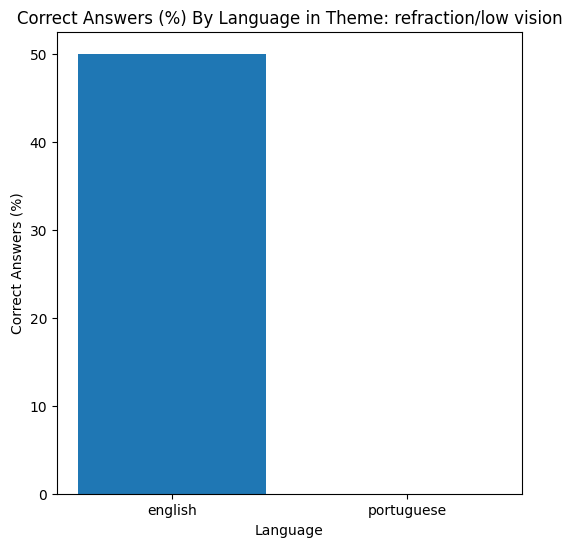 Correct Answers (%) By Language in Theme: refraction/low vision
Correct Answers (%)
50
40
30
20
10
0
english portuguese
Language